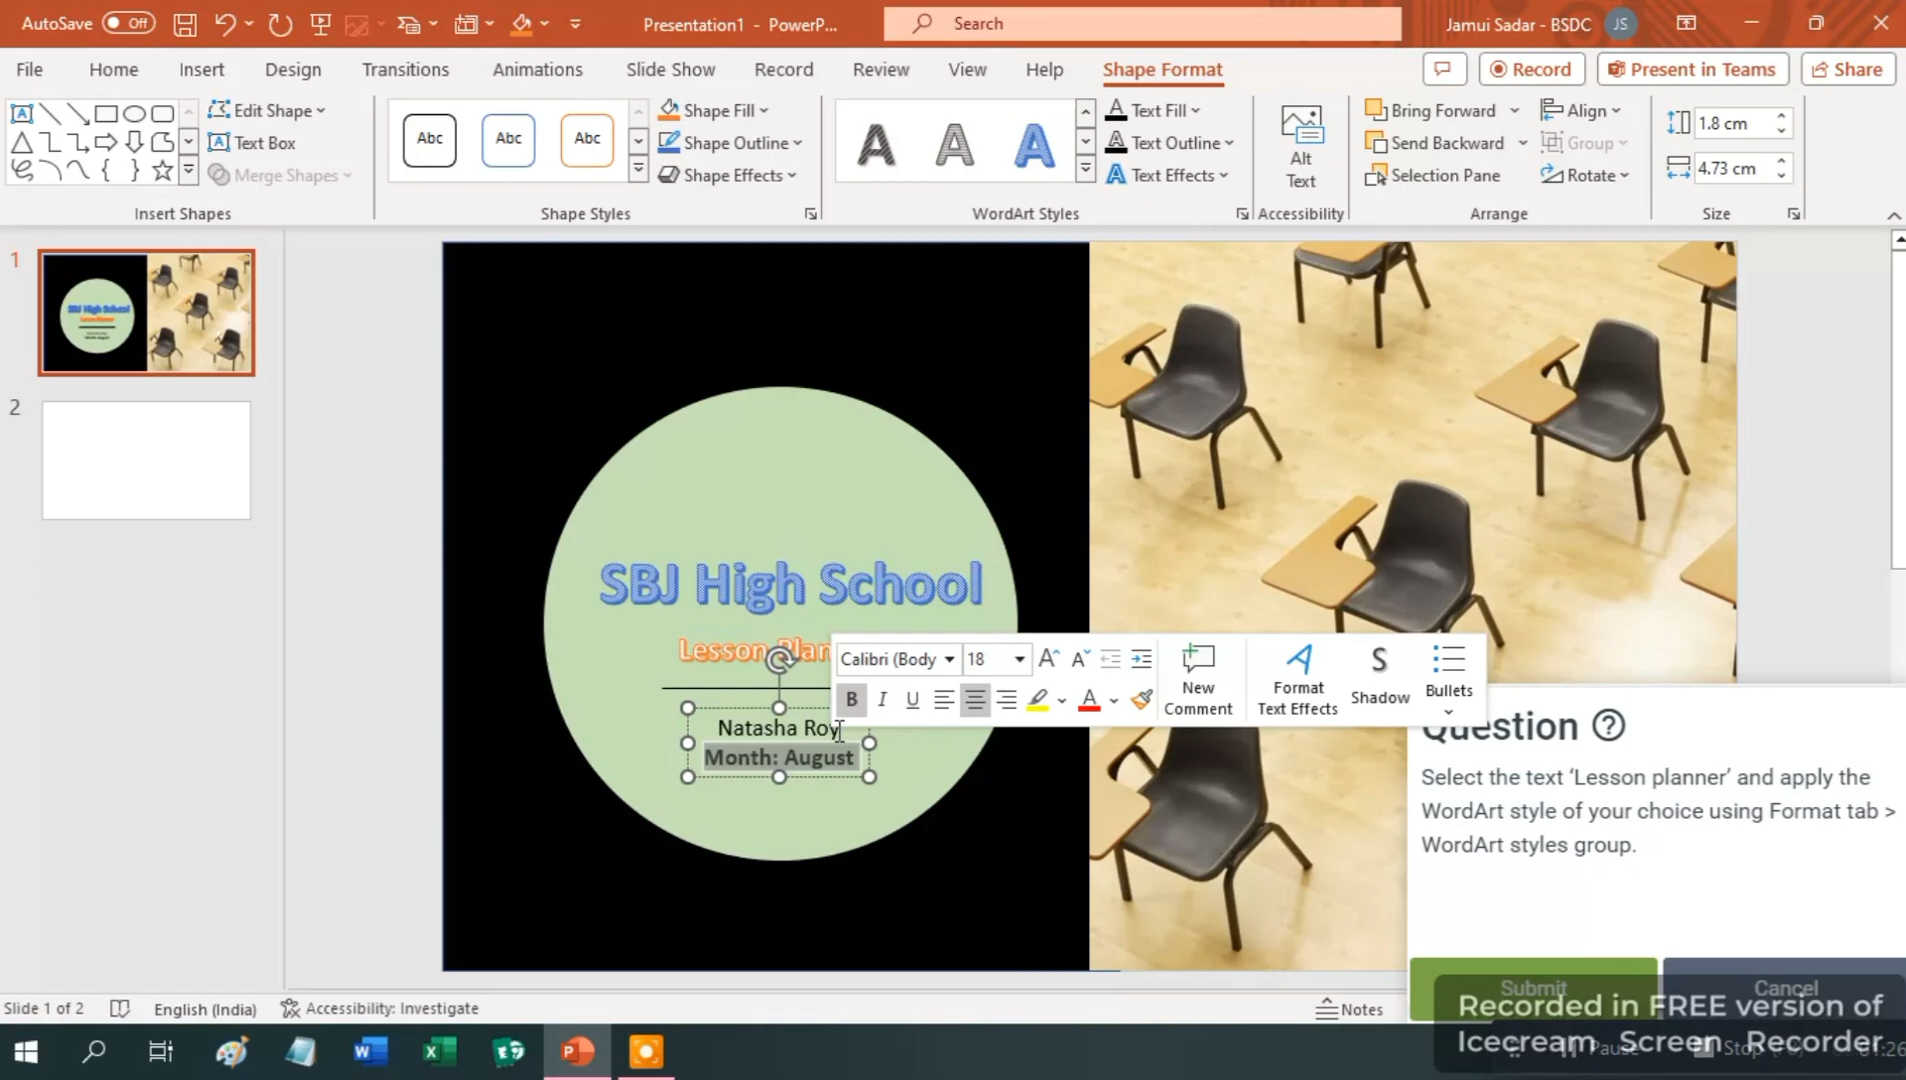 AutoSave Off
Presentation1 - PowerP...
Search
Jamui Sadar - BSDC JS
File Home Insert Design Transitions Animations Slide Show Record Review View Help Shape Format
Record Present in Teams Share
Edit Shape
Text Box
Merge Shapes
Insert Shapes
Abc Abc Abc
Shape Fill
Shape Outline
Shape Effects
Shape Styles
A A A
Text Fill
Text Outline
Text Effects
WordArt Styles
Alt
Text
Accessibility
Bring Forward
Send Backward
Selection Pane
Align
Group
Rotate
Arrange
1.8 cm
4.73 cm
Size
1
2
SBJ High School
Lesson Plan
Natasha Roy
Month: August
Calibri (Body 18
B I U
New
Comment
Format
Text Effects
Shadow
Bullets
Question ?
Select the text ‘Lesson planner’ and apply the
WordArt style of your choice using Format tab >
WordArt styles group.
Submit Cancel
Recorded in FREE version of
Icecream Screen Recorder
Pause Stop
Slide 1 of 2 English (India) Accessibility: Investigate
Notes